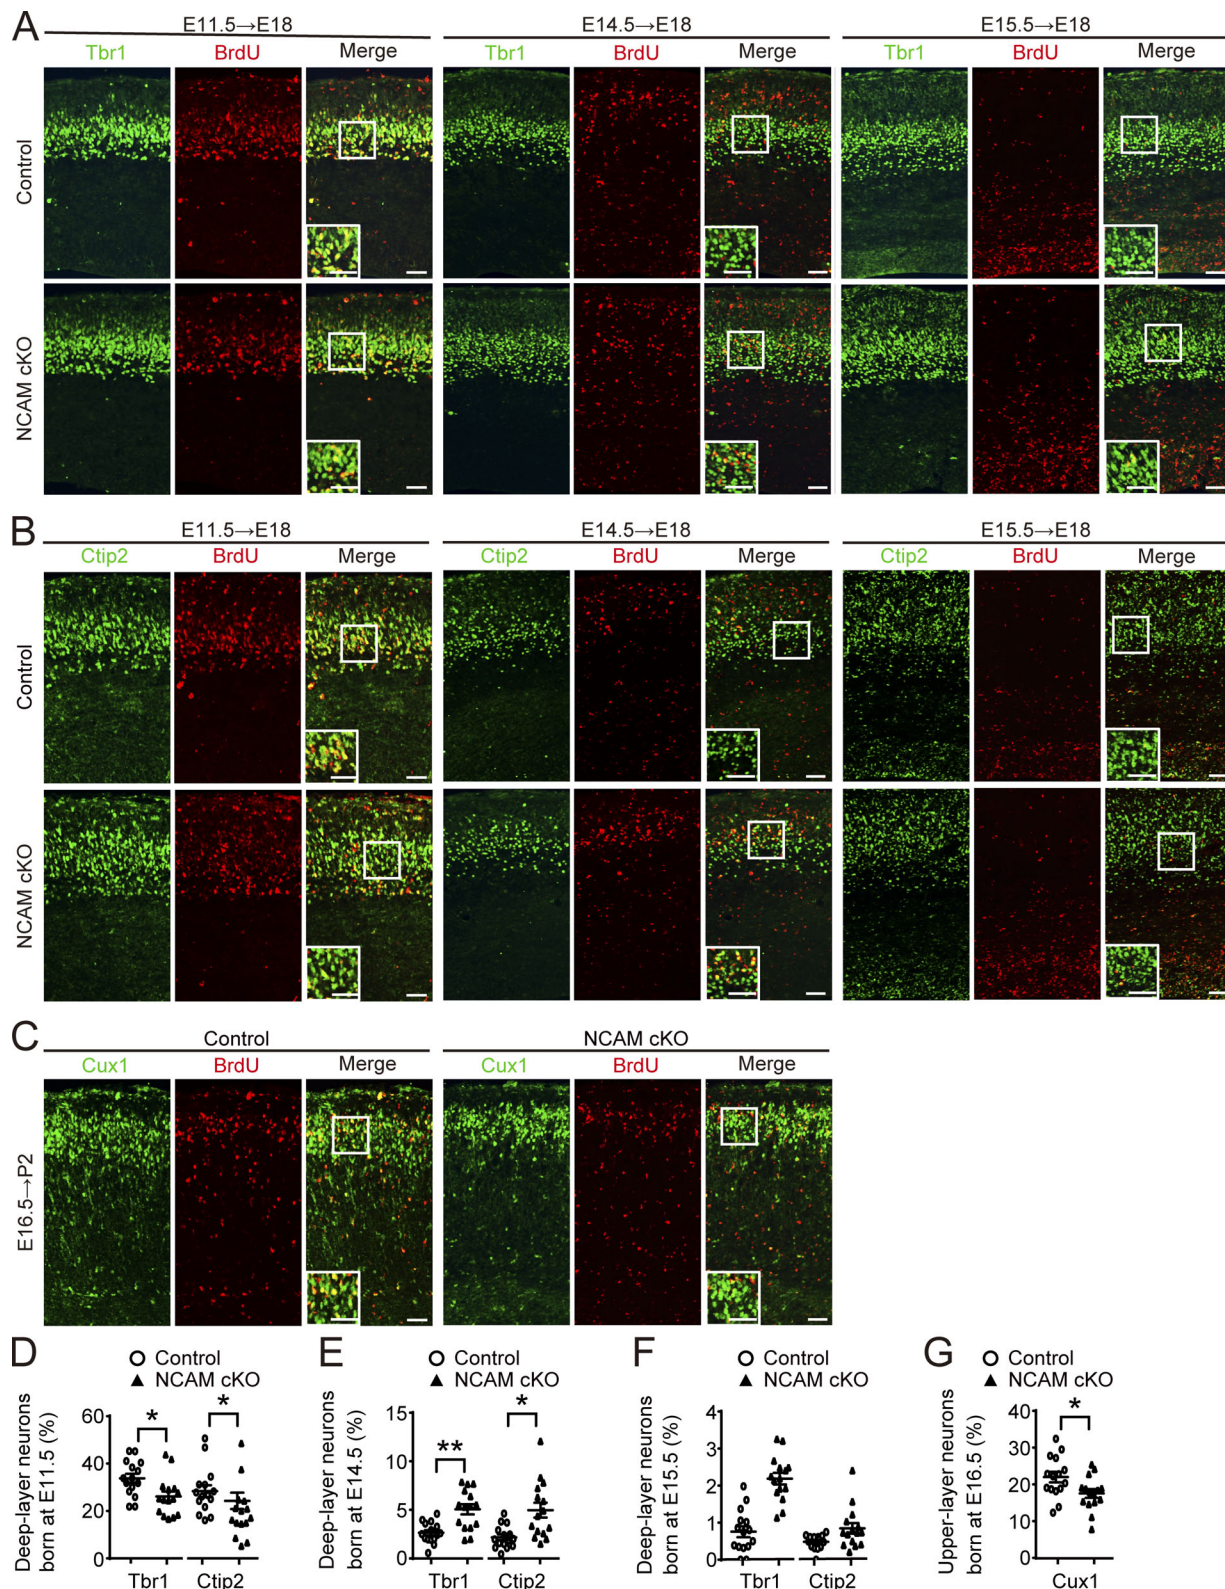 A
E11.5→E18
E14.5→E18
E15.5→E18
Tbr1 BrdU Merge
Tbr1 BrdU Merge
Tbr1 BrdU Merge
Control
NCAM cKO
B
E11.5→E18
E14.5→E18
E15.5→E18
Ctip2 BrdU Merge
Ctip2 BrdU Merge
Ctip2 BrdU Merge
Control
NCAM cKO
C
Control
NCAM cKO
Cux1 BrdU Merge
Cux1 BrdU Merge
E16.5→P2
D
Control
NCAM cKO
Deep-layer neurons
born at E11.5 (%)
60
40
20
0
*
*
Tbr1 Ctip2
E
Control
NCAM cKO
Deep-layer neurons
born at E14.5 (%)
15
10
5
0
**
*
Tbr1 Ctip2
F
Control
NCAM cKO
Deep-layer neurons
born at E15.5 (%)
4
3
2
1
0
Tbr1 Ctip2
G
Control
NCAM cKO
Upper-layer neurons
born at E16.5 (%)
40
30
20
10
0
*
Cux1